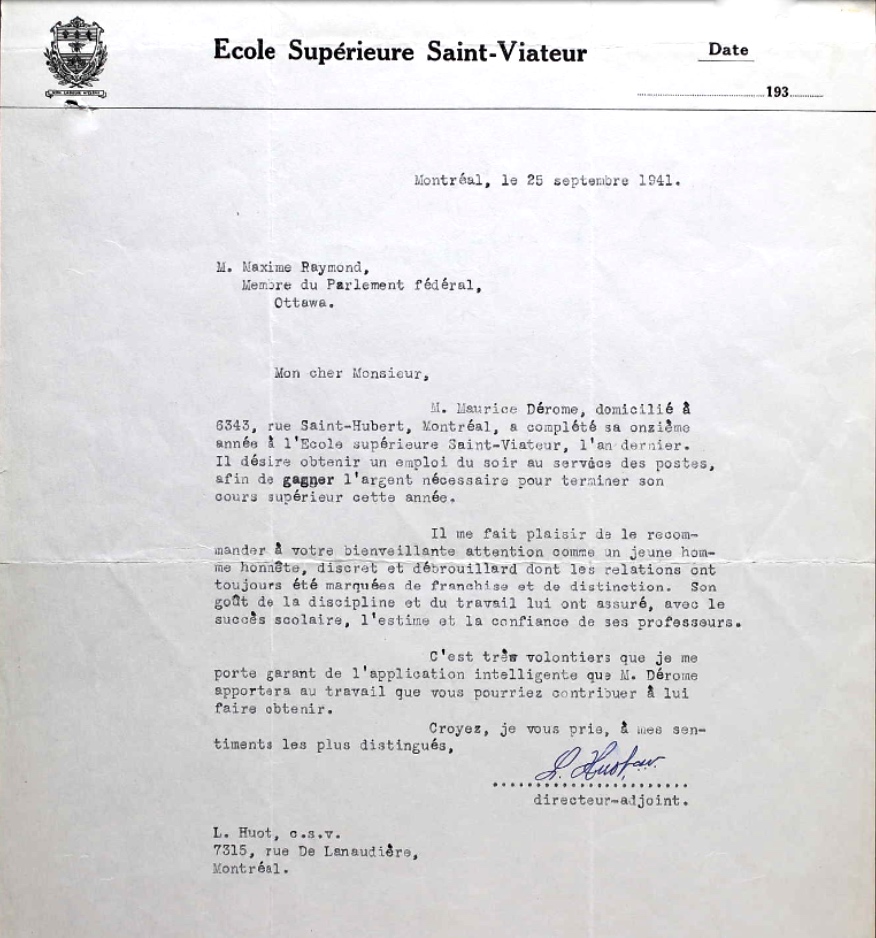 Ecole Supérieure Saint-Viateur
Date
193
Montréal, le 25 septembre 1941.
M. Maxime Raymond,
Membre du Parlement fédéral,
Ottawa.
Mon cher Monsieur,
M. Maurice Dérome, domicilié à
6343, rue Saint-Hubert, Montréal, a complété sa onzième
année à l'Ecole supérieure Saint-Viateur, l'an dernier.
Il désire obtenir un emploi du soir au service des postes,
afin de gagner l'argent nécessaire pour terminer son
cours supérieur cette année.
Il me fait plaisir de le recom-
mander à votre bienveillante attention comme un jeune hom-
me honnête, discret et débrouillard dont les relations ont
toujours été marquées de franchise et de distinction. Son
goût de la discipline et du travail lui ont assuré, avec le
succès scolaire, l'estime et la confiance de ses professeurs.
C'est très volontiers que je me
porte garant de l'application intelligente que M. Dérome
apportera au travail que vous pourriez contribuer à lui
faire obtenir.
Croyez, je vous prie, à mes sen-
timents les plus distingués,
L. Huot, c.s.v.
directeur-adjoint.
L. Huot, c.s.v.
7315, rue De Lanaudière,
Montréal.